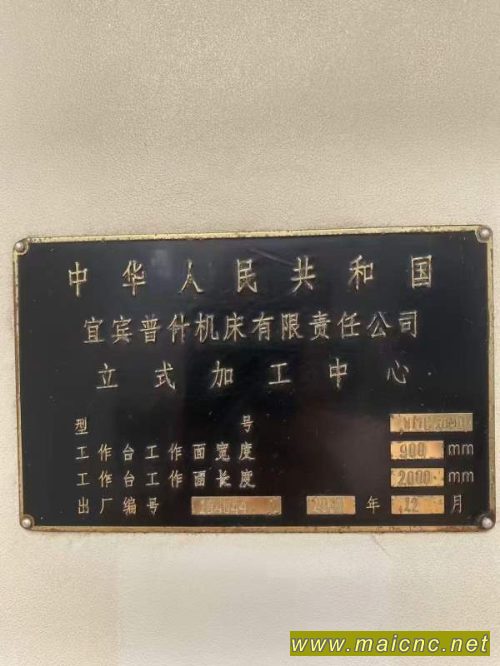 中华人民共和国
宜宾普什机床有限责任公司
立式加工中心
型号
工作台工作面宽度 900 mm
工作台工作面长度 2000 mm
出厂编号 年 12 月
www.maicnc.net